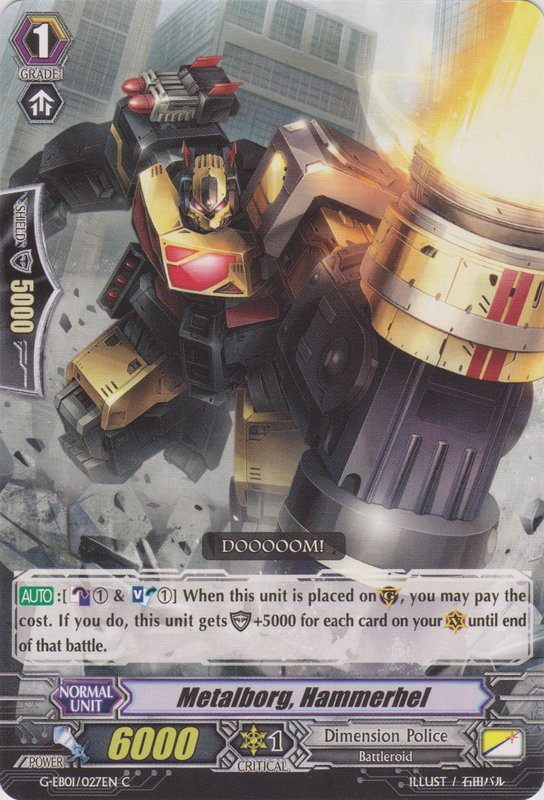 1
GRADE
SHIELD 5000
DOOOOOM!
AUTO:[① & V①] When this unit is placed on G, you may pay the
cost. If you do, this unit gets +5000 for each card on your until end
of that battle.
NORMAL UNIT
Metalborg, Hammerhel
POWER 6000
1
CRITICAL
Dimension Police
Battleroid
G-EB01/027EN C
ILLUST / 石田バル